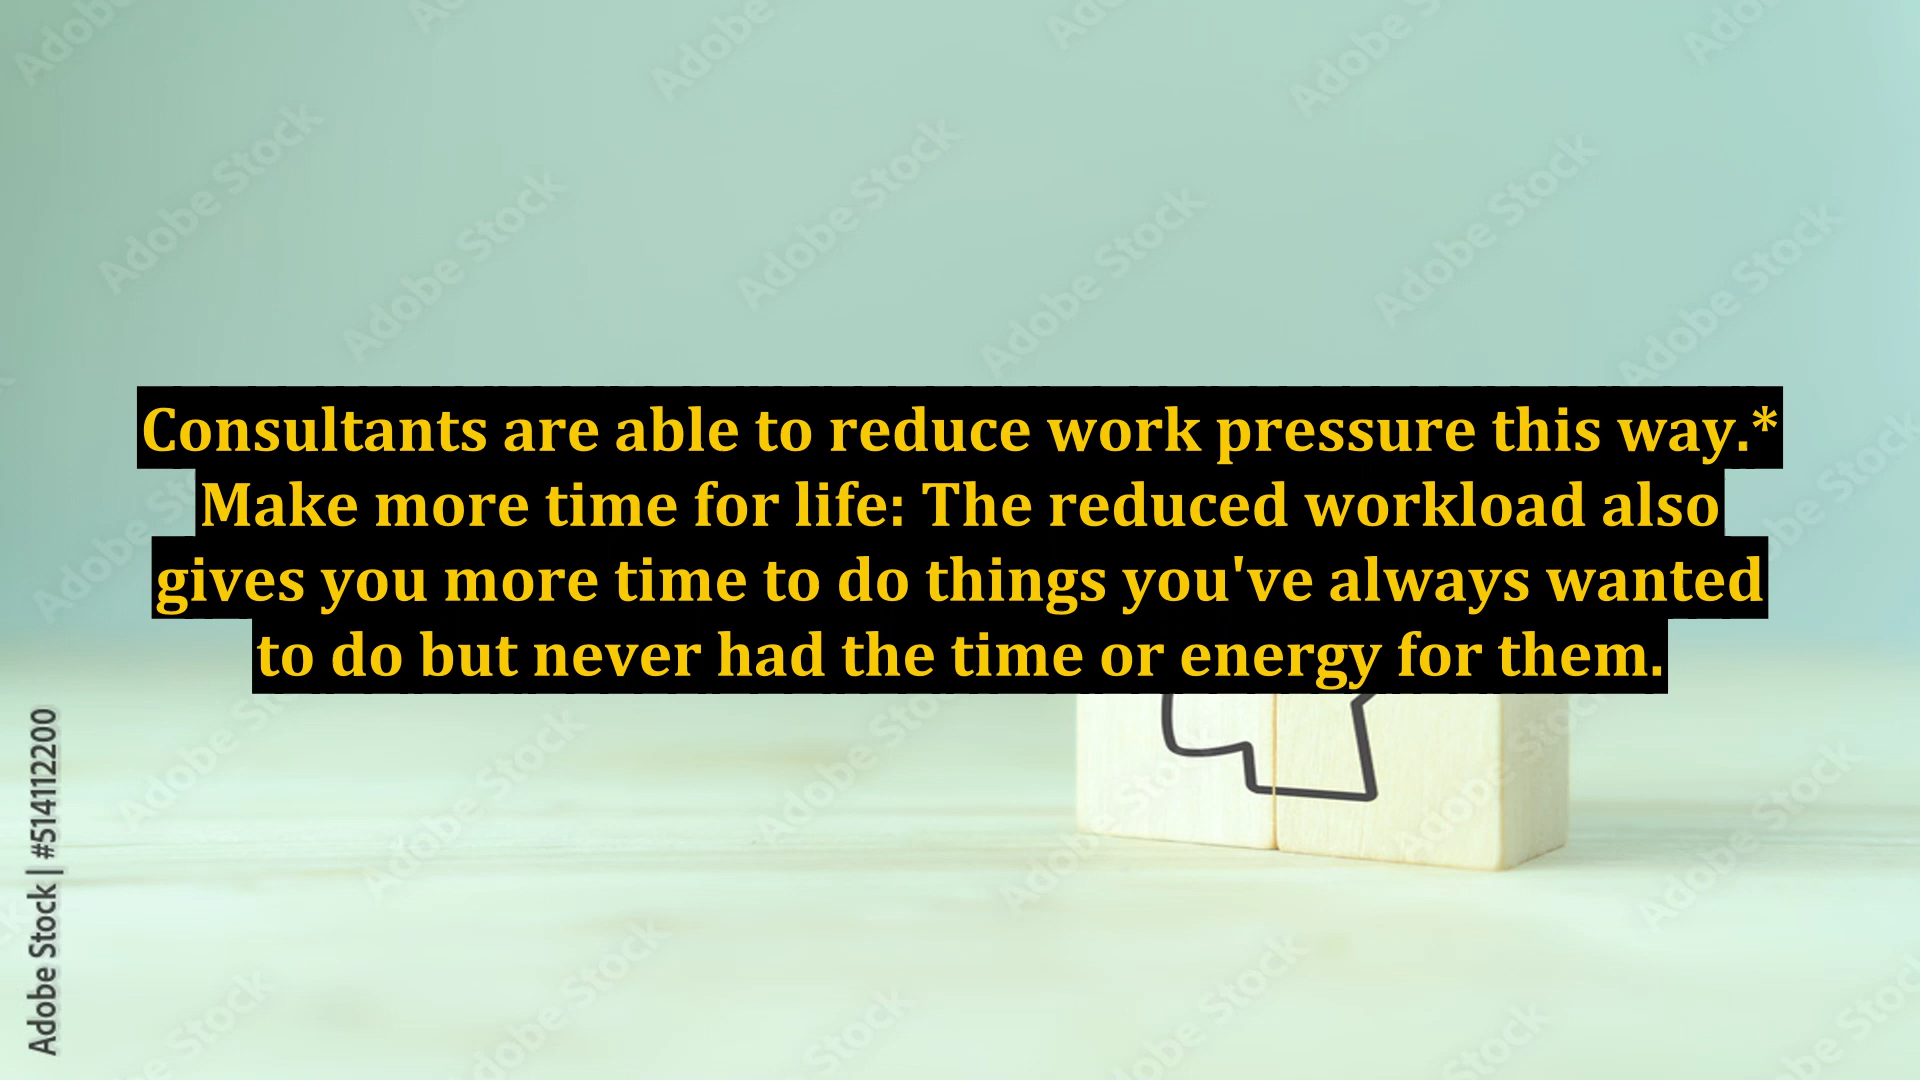 Consultants are able to reduce work pressure this way.*
Make more time for life: The reduced workload also
gives you more time to do things you've always wanted
to do but never had the time or energy for them.
Adobe Stock | #514112200